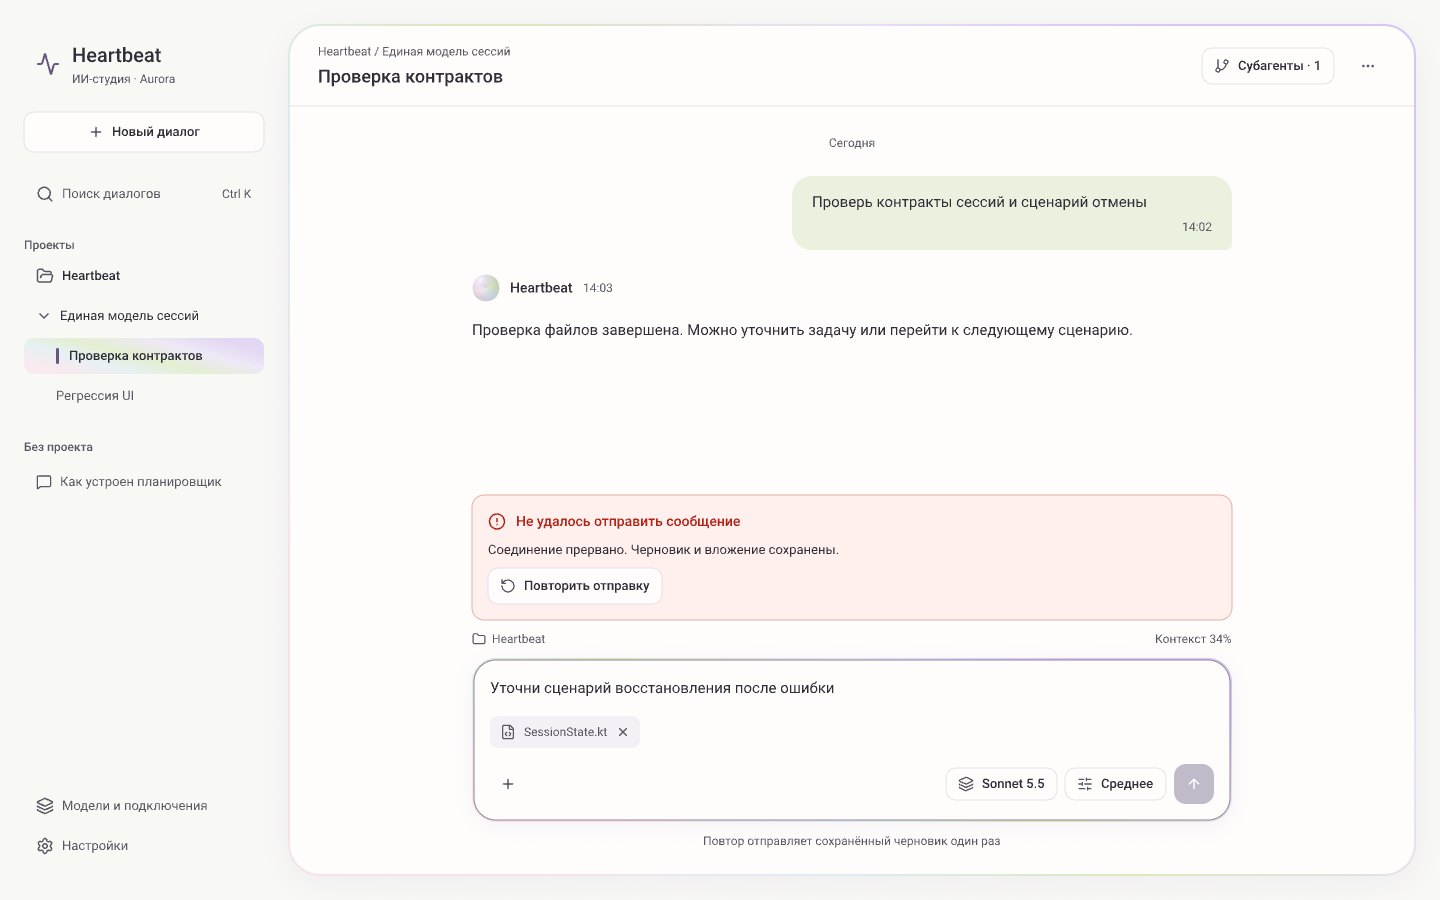 Heartbeat
ИИ-студия · Aurora
Новый диалог
Поиск диалогов Ctrl K
Проекты
Heartbeat
Единая модель сессий
Проверка контрактов
Регрессия UI
Без проекта
Как устроен планировщик
Модели и подключения
Настройки
Heartbeat / Единая модель сессий
Проверка контрактов
Субагенты · 1
Сегодня
Проверь контракты сессий и сценарий отмены
14:02
Heartbeat 14:03
Проверка файлов завершена. Можно уточнить задачу или перейти к следующему сценарию.
Не удалось отправить сообщение
Соединение прервано. Черновик и вложение сохранены.
Повторить отправку
Heartbeat Контекст 34%
Уточни сценарий восстановления после ошибки
SessionState.kt
Sonnet 5.5 Среднее
Повтор отправляет сохранённый черновик один раз